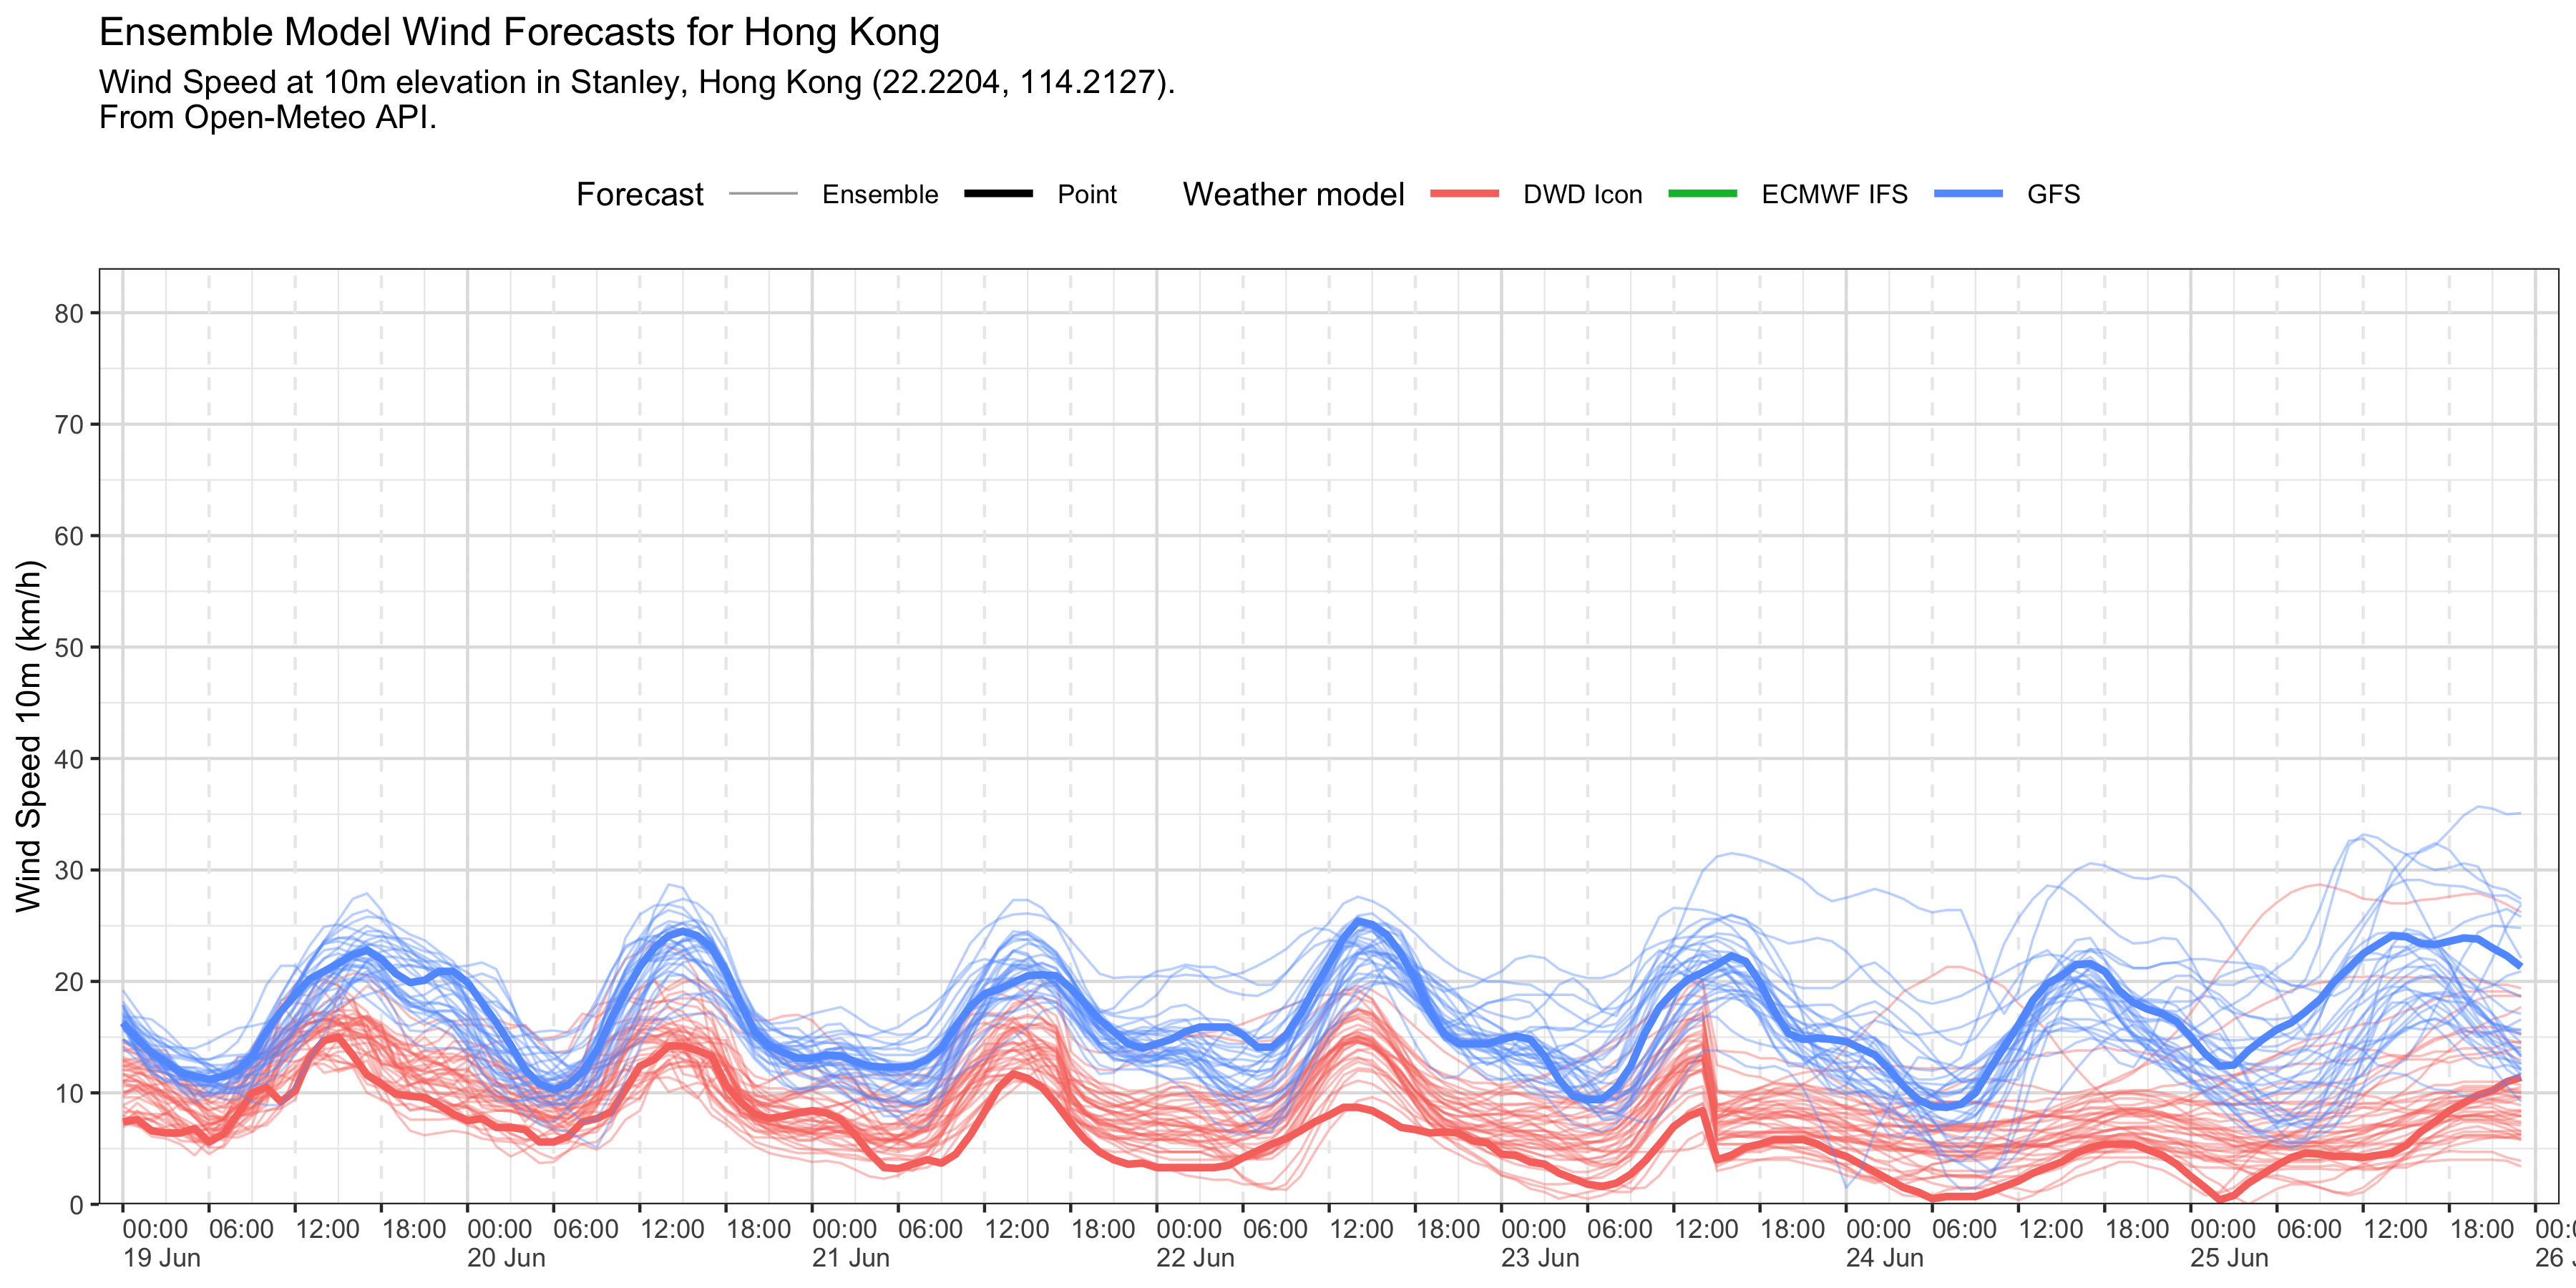 Ensemble Model Wind Forecasts for Hong Kong
Wind Speed at 10m elevation in Stanley, Hong Kong (22.2204, 114.2127).
From Open-Meteo API.
Forecast Ensemble Point Weather model DWD Icon ECMWF IFS GFS
Wind Speed 10m (km/h)
80
70
60
50
40
30
20
10
0
00:00 06:00 12:00 18:00 00:00 06:00 12:00 18:00 00:00 06:00 12:00 18:00 00:00 06:00 12:00 18:00 00:00 06:00 12:00 18:00 00:00 06:00 12:00 18:00 00:00 06:00 12:00 18:00
19 Jun 20 Jun 21 Jun 22 Jun 23 Jun 24 Jun 25 Jun 26